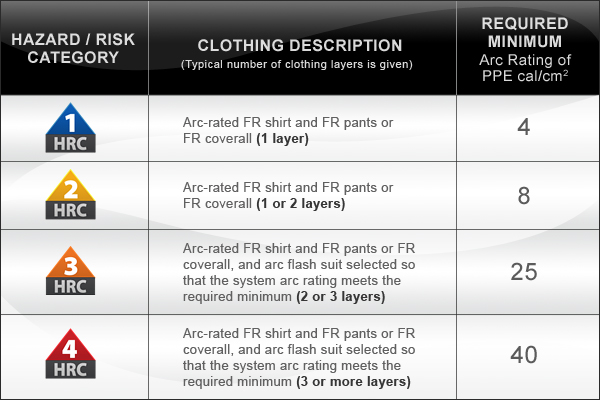 HAZARD / RISK
CATEGORY
CLOTHING DESCRIPTION
(Typical number of clothing layers is given)
REQUIRED
MINIMUM
Arc Rating of
PPE cal/cm²
1
HRC
Arc-rated FR shirt and FR pants or
FR coverall (1 layer)
4
2
HRC
Arc-rated FR shirt and FR pants or
FR coverall (1 or 2 layers)
8
3
HRC
Arc-rated FR shirt and FR pants or FR
coverall, and arc flash suit selected so
that the system arc rating meets the
required minimum (2 or 3 layers)
25
4
HRC
Arc-rated FR shirt and FR pants or FR
coverall, and arc flash suit selected so
that the system arc rating meets the
required minimum (3 or more layers)
40